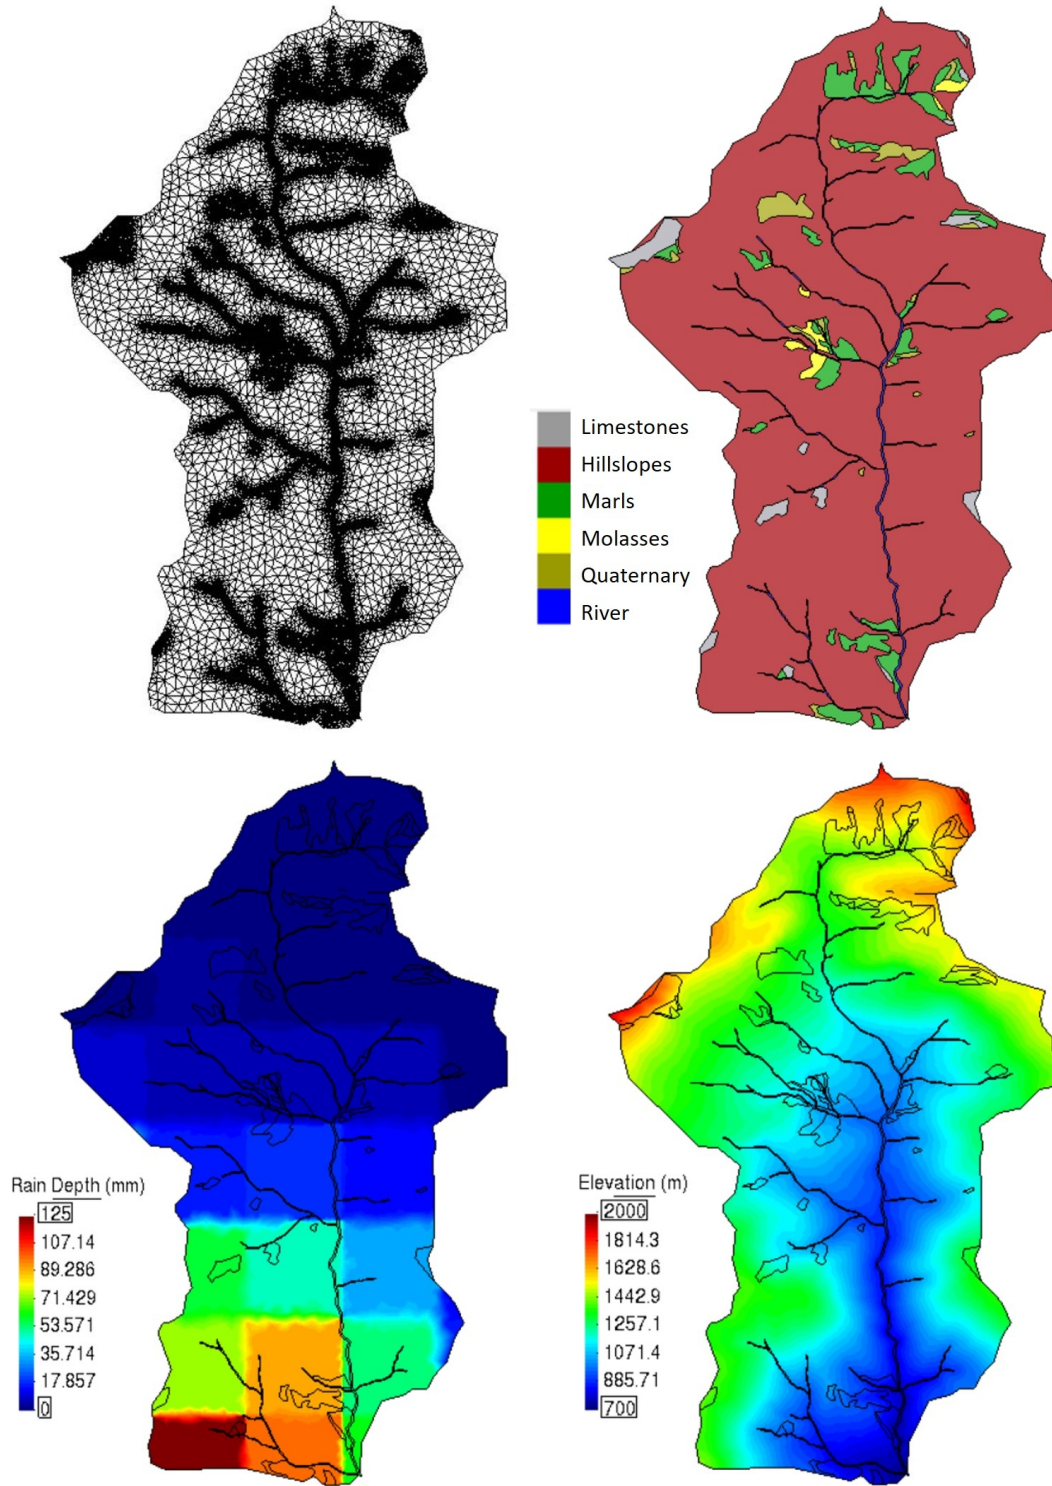 Limestones
Hillslopes
Marls
Molasses
Quaternary
River
Rain Depth (mm)
125
107.14
89.286
71.429
53.571
35.714
17.857
0
Elevation (m)
2000
1814.3
1628.6
1442.9
1257.1
1071.4
885.71
700